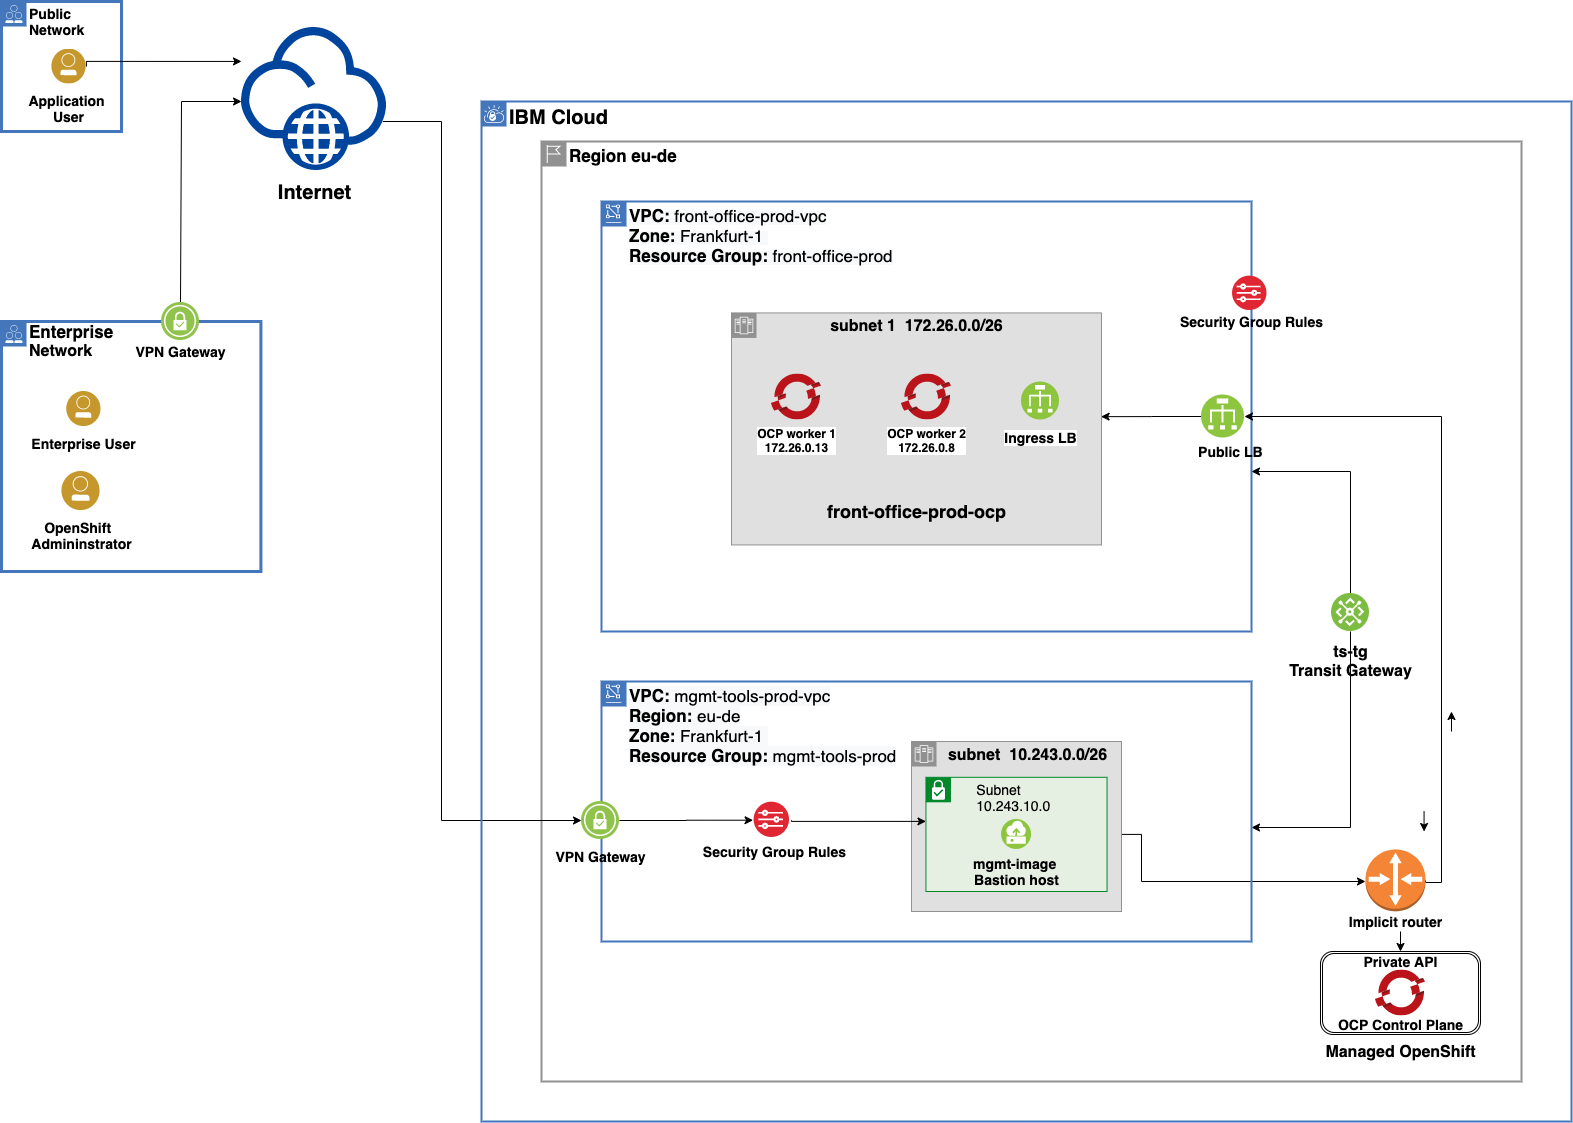 Public
Network
Application
User
Internet
Enterprise
Network
VPN Gateway
Enterprise User
OpenShift
Admininstrator
IBM Cloud
Region eu-de
VPC: front-office-prod-vpc
Zone: Frankfurt-1
Resource Group: front-office-prod
Security Group Rules
subnet 1 172.26.0.0/26
OCP worker 1
172.26.0.13
OCP worker 2
172.26.0.8
Ingress LB
Public LB
front-office-prod-ocp
ts-tg
Transit Gateway
VPC: mgmt-tools-prod-vpc
Region: eu-de
Zone: Frankfurt-1
Resource Group: mgmt-tools-prod
subnet 10.243.0.0/26
Subnet
10.243.10.0
mgmt-image
Bastion host
VPN Gateway
Security Group Rules
Implicit router
Private API
OCP Control Plane
Managed OpenShift